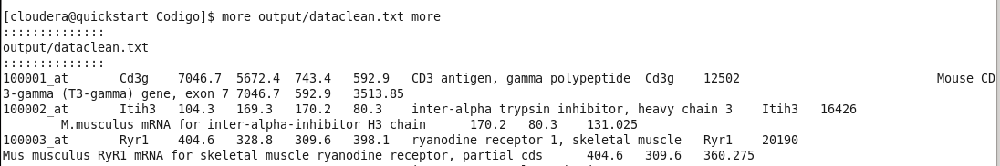 [cloudera@quickstart Codigo]$ more output/dataclean.txt more
::::::::::::::
output/dataclean.txt
::::::::::::::
100001_at Cd3g 7046.7 5672.4 743.4 592.9 CD3 antigen, gamma polypeptide Cd3g 12502 Mouse CD
3-gamma (T3-gamma) gene, exon 7 7046.7 592.9 3513.85
100002_at Itih3 104.3 169.3 170.2 80.3 inter-alpha trypsin inhibitor, heavy chain 3 Itih3 16426
M.musculus mRNA for inter-alpha-inhibitor H3 chain 170.2 80.3 131.025
100003_at Ryr1 404.6 328.8 309.6 398.1 ryanodine receptor 1, skeletal muscle Ryr1 20190
Mus musculus RyR1 mRNA for skeletal muscle ryanodine receptor, partial cds 404.6 309.6 360.275